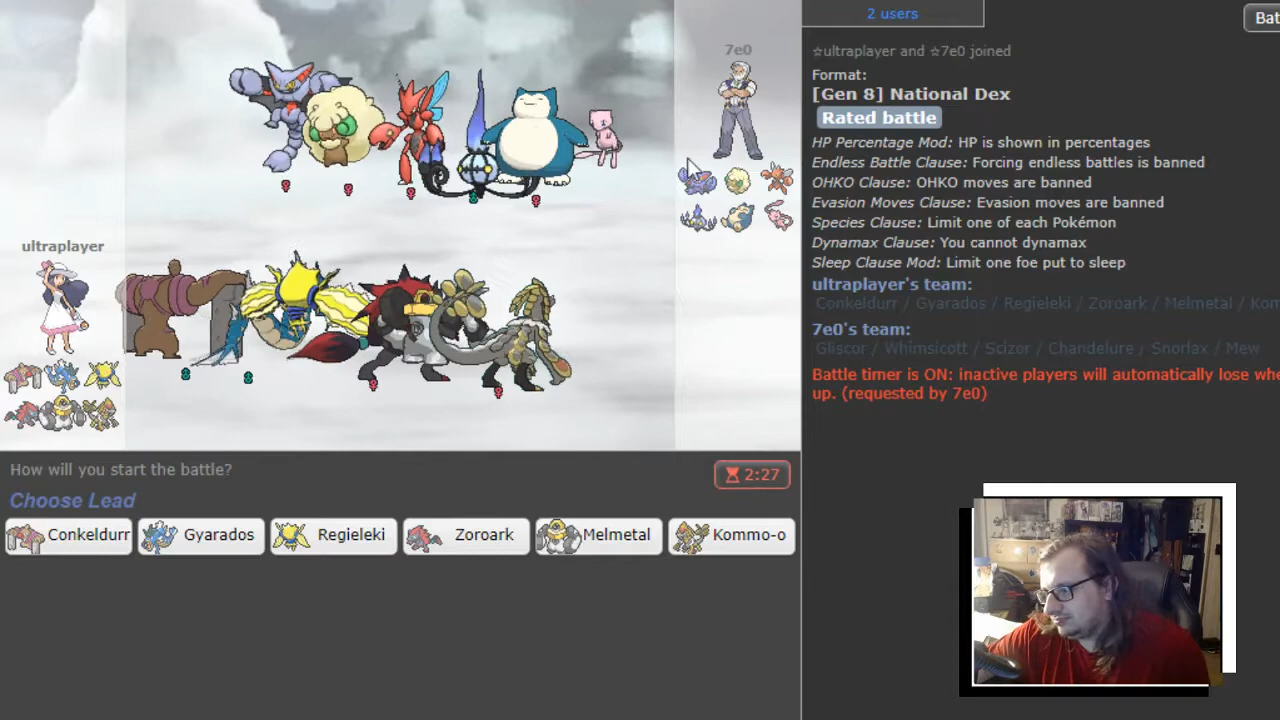 7e0
ultraplayer
How will you start the battle?
2:27
Choose Lead
Conkeldurr
Gyarados
Regieleki
Zoroark
Melmetal
Kommo-o
2 users
Bat
☆ultraplayer and ☆7e0 joined
Format:
[Gen 8] National Dex
Rated battle
HP Percentage Mod: HP is shown in percentages
Endless Battle Clause: Forcing endless battles is banned
OHKO Clause: OHKO moves are banned
Evasion Moves Clause: Evasion moves are banned
Species Clause: Limit one of each Pokémon
Dynamax Clause: You cannot dynamax
Sleep Clause Mod: Limit one foe put to sleep
ultraplayer's team:
Conkeldurr / Gyarados / Regieleki / Zoroark / Melmetal / Kom
7e0's team:
Gliscor / Whimsicott / Scizor / Chandelure / Snorlax / Mew
Battle timer is ON: inactive players will automatically lose whe
up. (requested by 7e0)